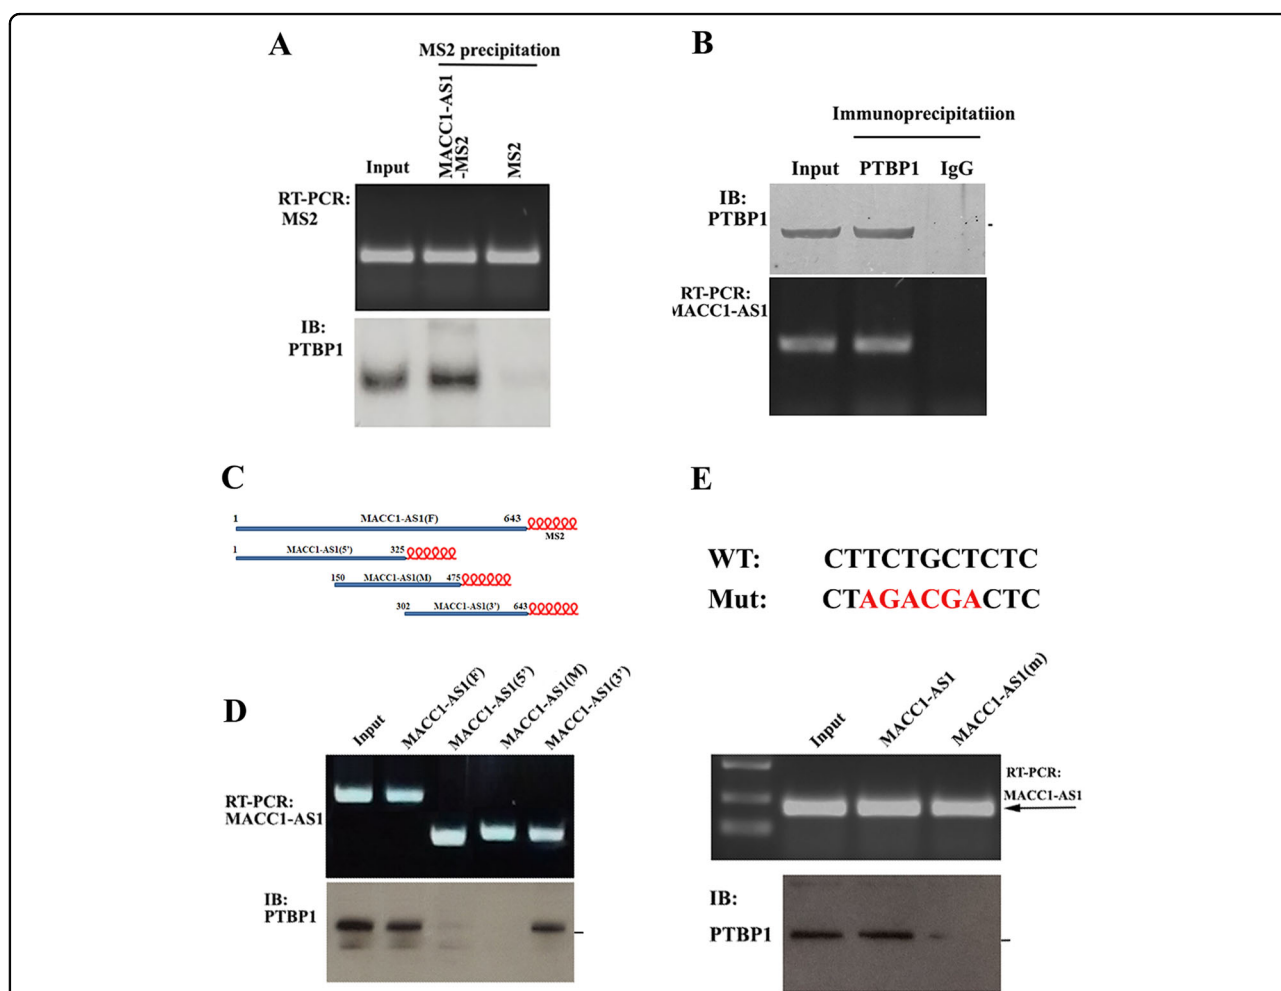 A
MS2 precipitation
Input
MACC1-AS1
-MS2
MS2
RT-PCR:
MS2
IB:
PTBP1
B
Immunoprecipitatiion
Input PTBP1 IgG
IB:
PTBP1
RT-PCR:
MACC1-AS1
C
1 MACC1-AS1(F) 643
MS2
1 MACC1-AS1(5') 325
150 MACC1-AS1(M) 475
302 MACC1-AS1(3') 643
D
Input
MACC1-AS1(F)
MACC1-AS1(5')
MACC1-AS1(M)
MACC1-AS1(3')
RT-PCR:
MACC1-AS1
IB:
PTBP1
E
WT: CTTCTGCTCTC
Mut: CTAGACGACTC
Input
MACC1-AS1
MACC1-AS1(m)
RT-PCR:
MACC1-AS1
IB:
PTBP1